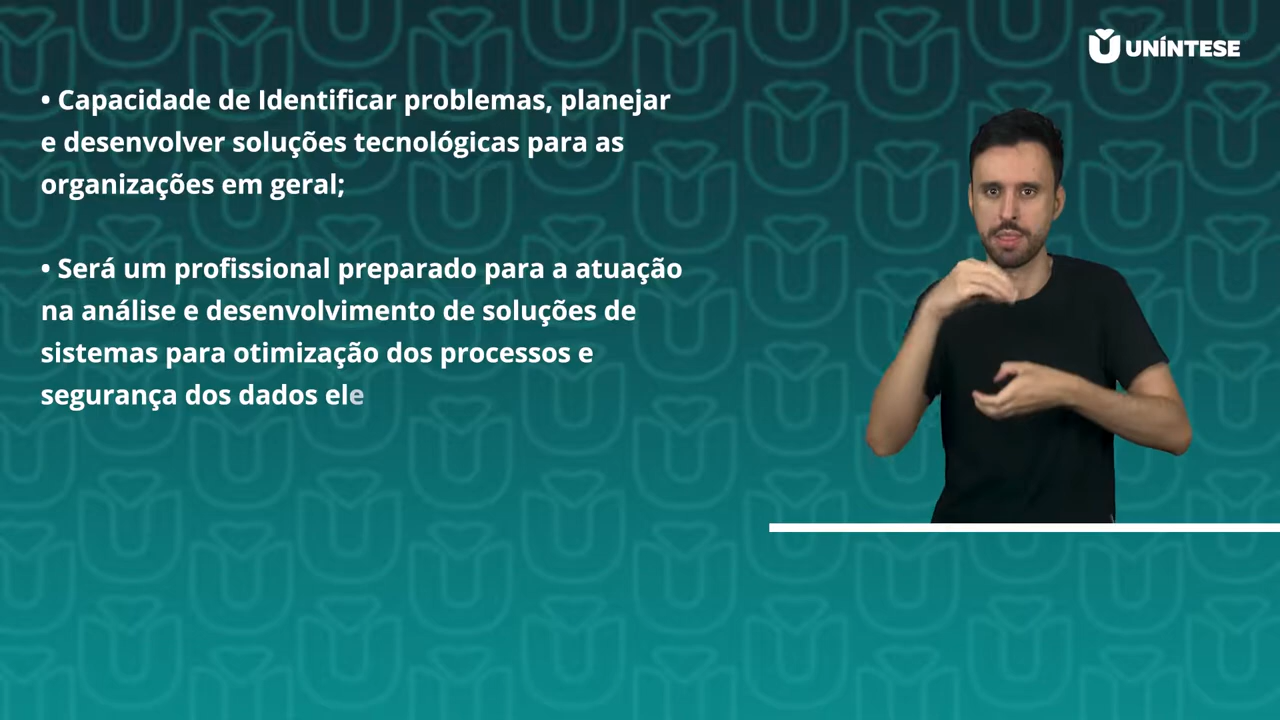 UNÍNTESE
• Capacidade de Identificar problemas, planejar
e desenvolver soluções tecnológicas para as
organizações em geral;
• Será um profissional preparado para a atuação
na análise e desenvolvimento de soluções de
sistemas para otimização dos processos e
segurança dos dados ele